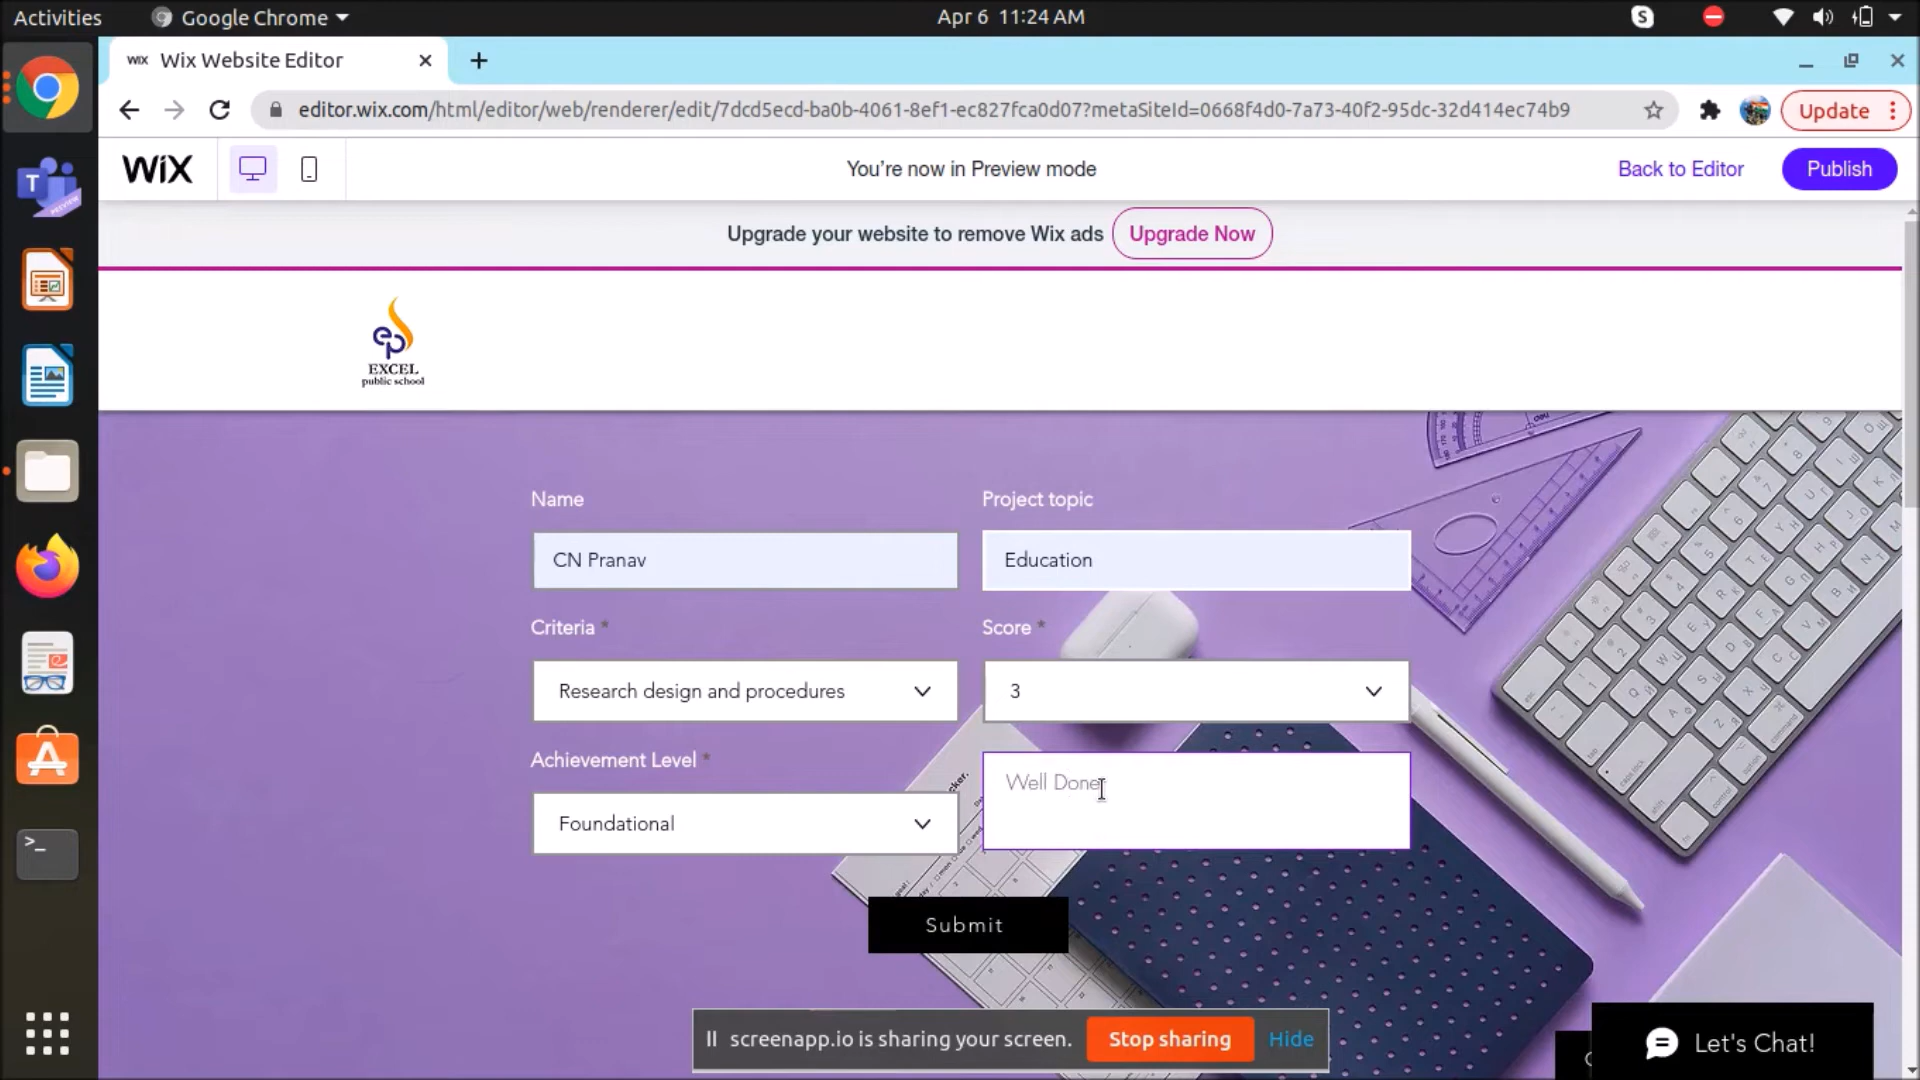 Activities
Google Chrome
Apr 6 11:24 AM
S
WiX Wix Website Editor
editor.wix.com/html/editor/web/renderer/edit/7dcd5ecd-ba0b-4061-8ef1-ec827fca0d07?metaSiteId=0668f4d0-7a73-40f2-95dc-32d414ec74b9
Update
WiX
You're now in Preview mode
Back to Editor
Publish
Upgrade your website to remove Wix ads
Upgrade Now
ep
EXCEL
public school
Name
Project topic
CN Pranav
Education
Criteria *
Score *
Research design and procedures
3
Achievement Level *
Well Done
Foundational
Submit
screenapp.io is sharing your screen.
Stop sharing
Hide
Let's Chat!